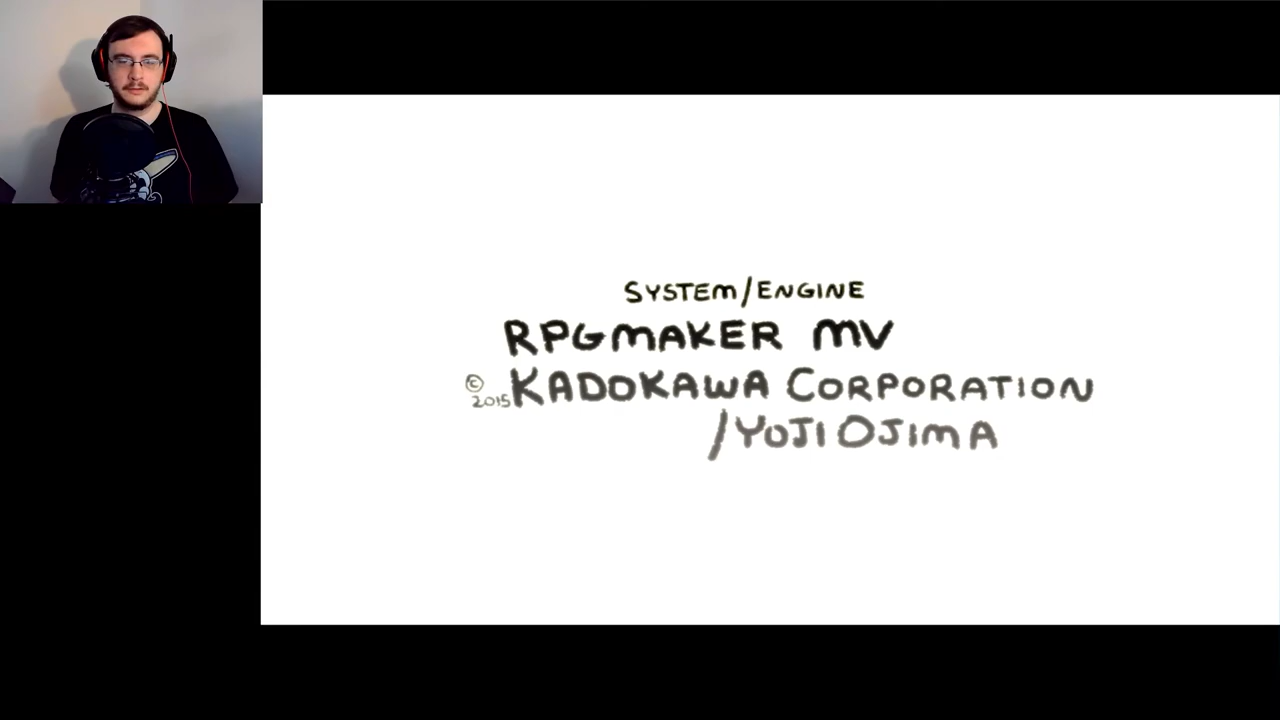 SYSTEM/ENGINE
RPGMAKER MV
© 2015 KADOKAWA CORPORATION
/YOJI OJIMA